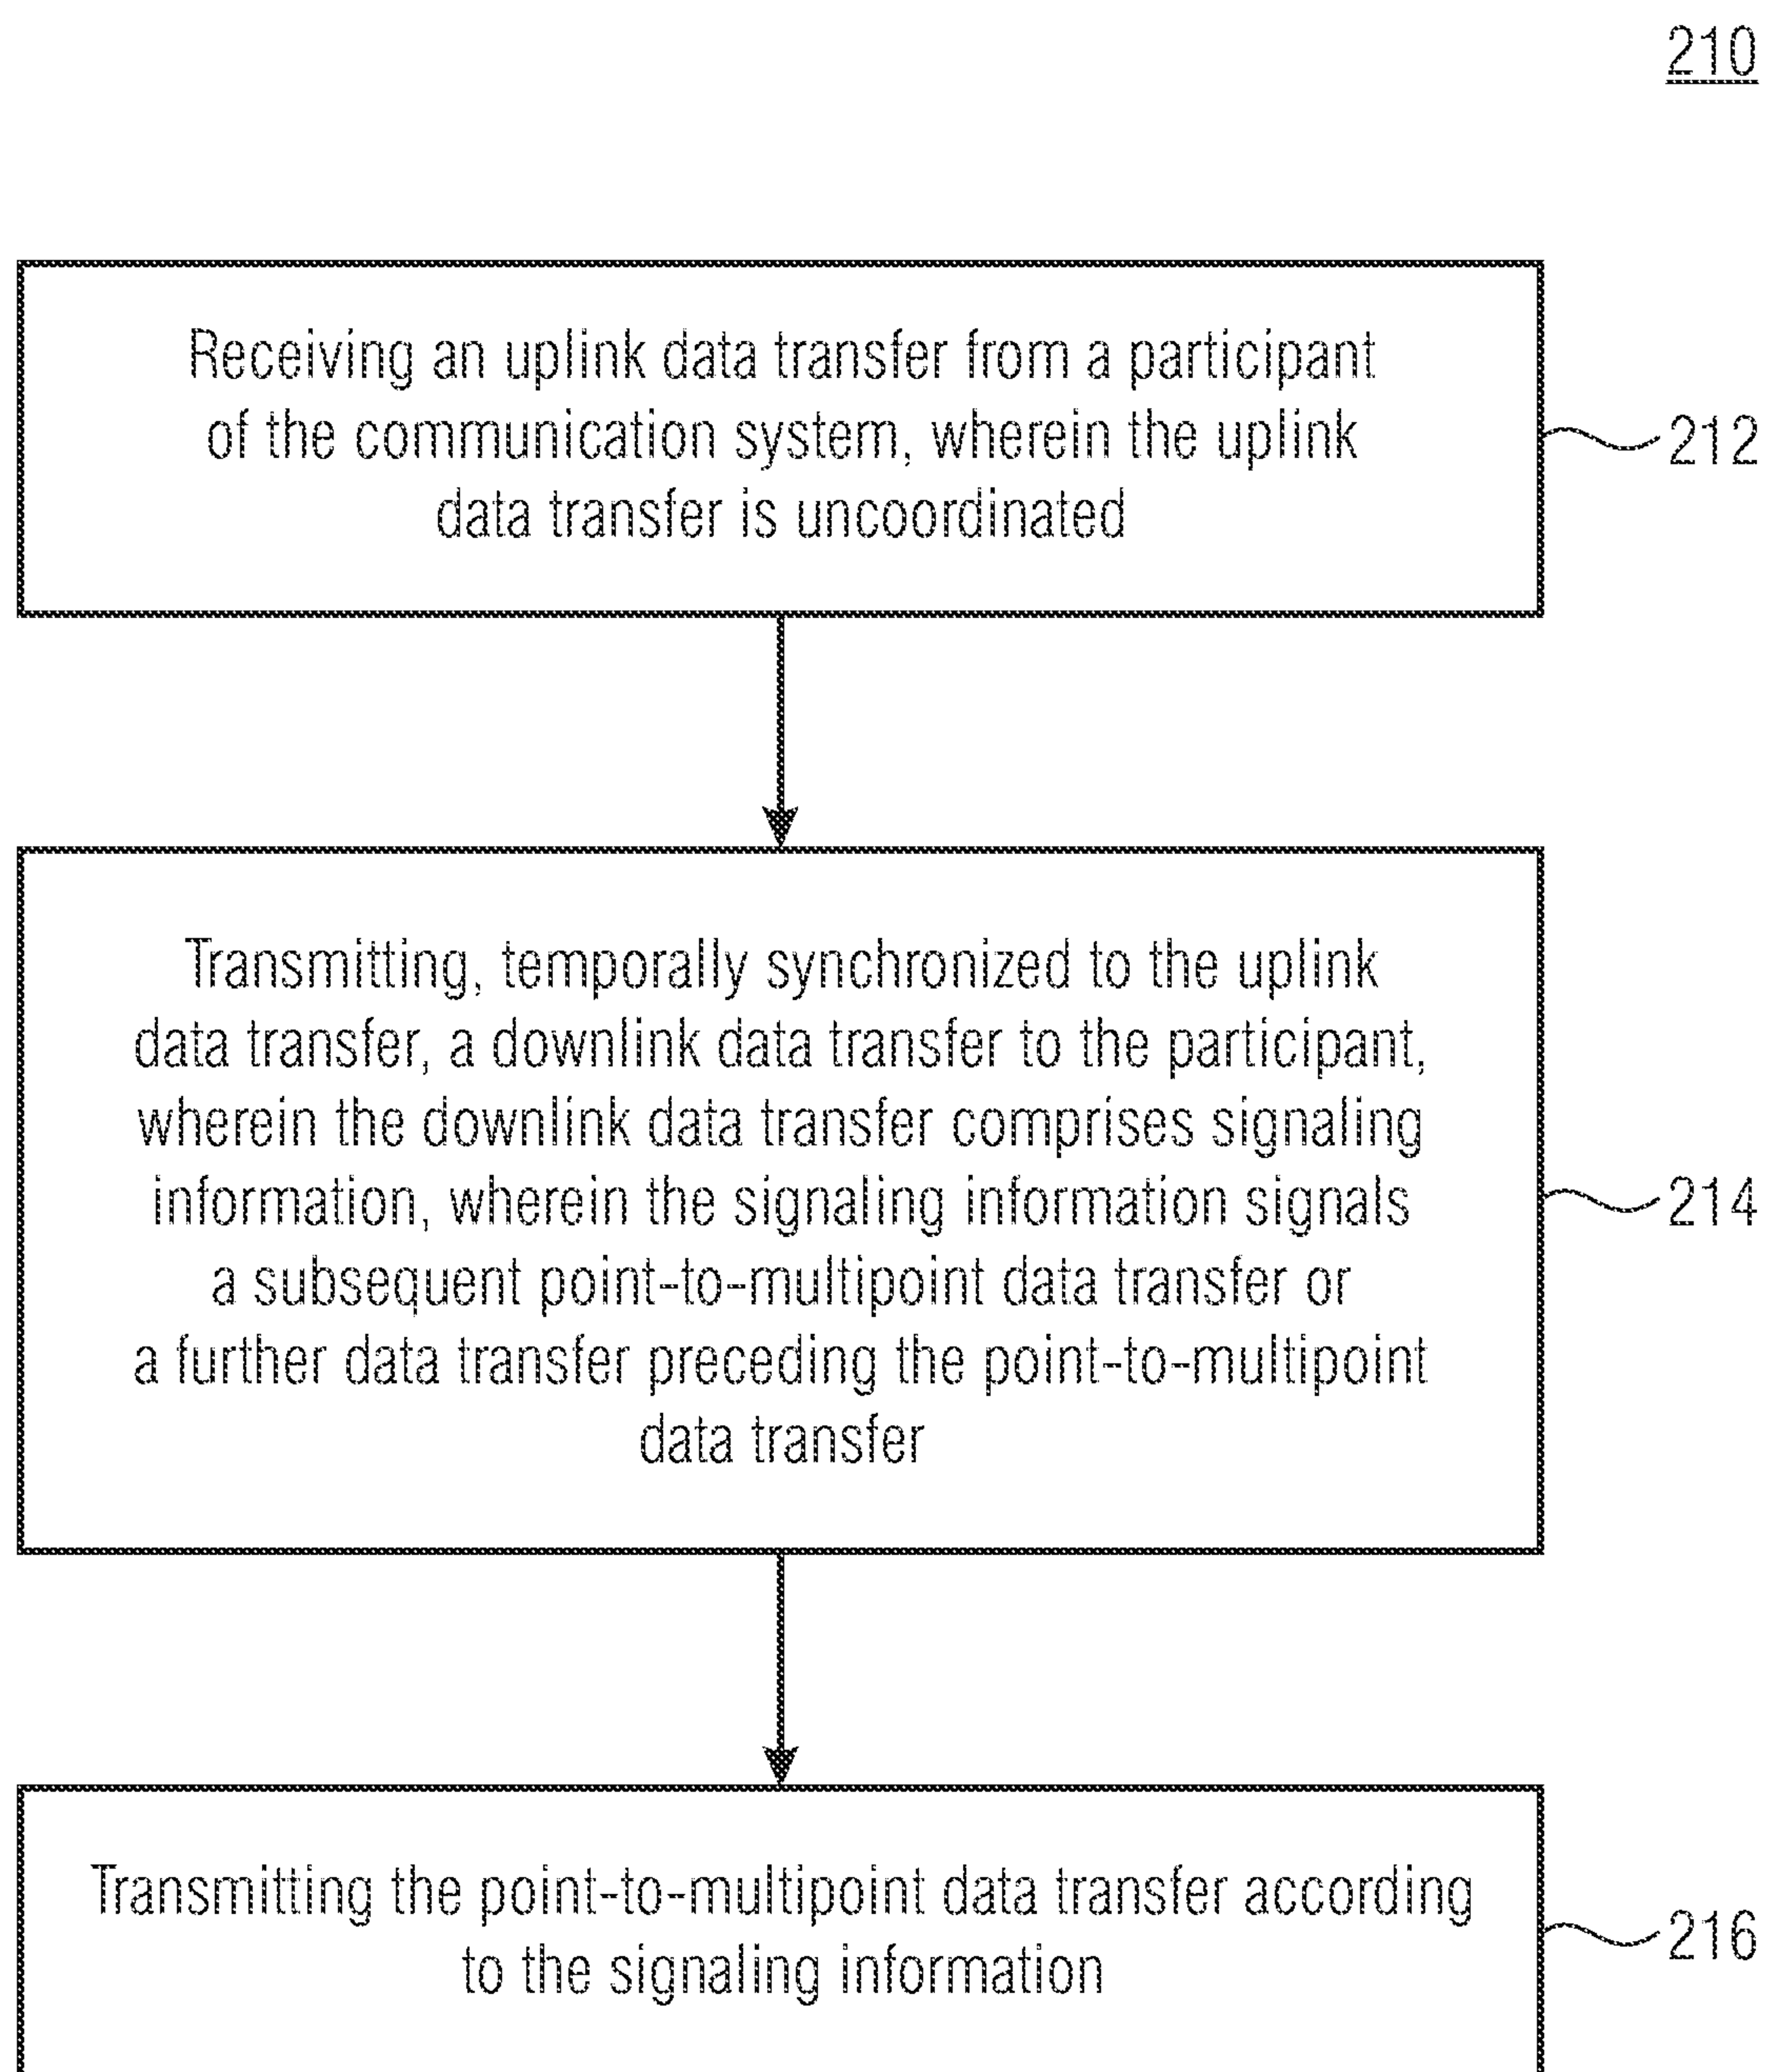 210
Receiving an uplink data transfer from a participant
of the communication system, wherein the uplink
data transfer is uncoordinated
212
Transmitting, temporally synchronized to the uplink
data transfer, a downlink data transfer to the participant,
wherein the downlink data transfer comprises signaling
information, wherein the signaling information signals
a subsequent point-to-multipoint data transfer or
a further data transfer preceding the point-to-multipoint
data transfer
214
Transmitting the point-to-multipoint data transfer according
to the signaling information
216